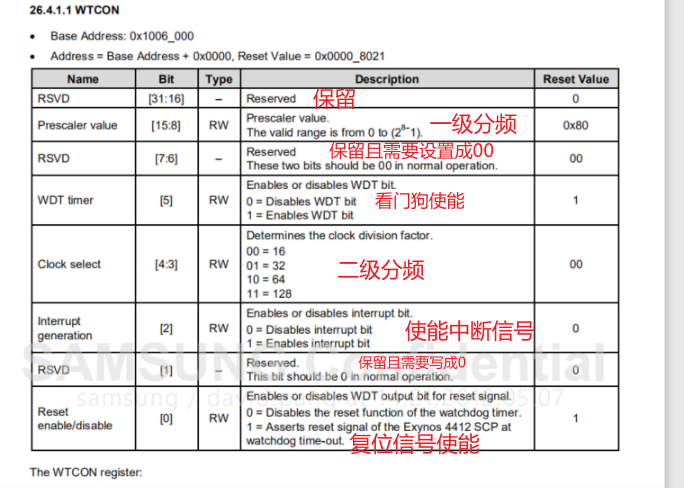 26.4.1.1 WTCON
• Base Address: 0x1006_000
• Address = Base Address + 0x0000, Reset Value = 0x0000_8021
Name Bit Type Description Reset Value
RSVD [31:16] – Reserved 保留 0
Prescaler value [15:8] RW Prescaler value. 一级分频 0x80
The valid range is from 0 to (2^8–1).
RSVD [7:6] – Reserved 保留且需要设置成00 00
These two bits should be 00 in normal operation.
WDT timer [5] RW Enables or disables WDT bit. 1
0 = Disables WDT bit 看门狗使能
1 = Enables WDT bit
Clock select [4:3] RW Determines the clock division factor. 00
00 = 16
01 = 32 二级分频
10 = 64
11 = 128
Interrupt generation [2] RW Enables or disables interrupt bit. 0
0 = Disables interrupt bit 使能中断信号
1 = Enables interrupt bit
RSVD [1] – Reserved. 保留且需要写成0 0
This bit should be 0 in normal operation.
Reset enable/disable [0] RW Enables or disables WDT output bit for reset signal. 1
0 = Disables the reset function of the watchdog timer.
1 = Asserts reset signal of the Exynos 4412 SCP at
watchdog time-out. 复位信号使能
The WTCON register: